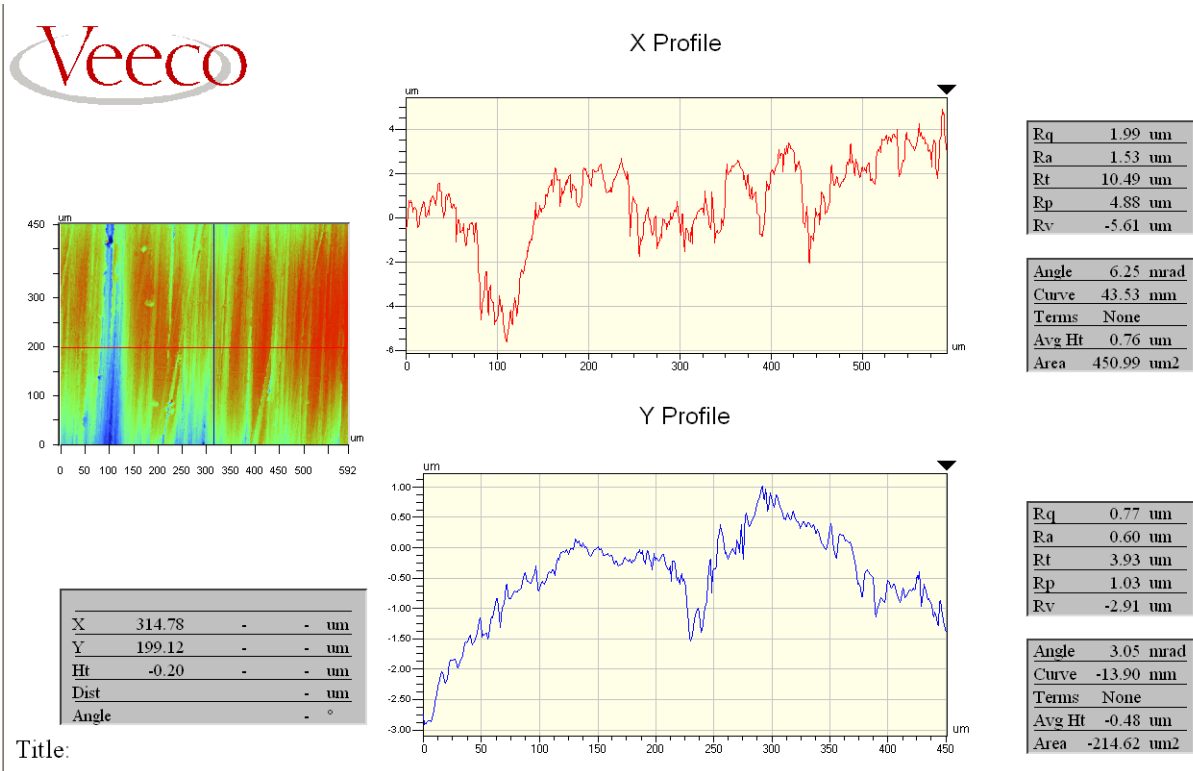 Veeco
X Profile
um
4
2
0
-2
-4
-6
0 100 200 300 400 500
um
Rq 1.99 um
Ra 1.53 um
Rt 10.49 um
Rp 4.88 um
Rv -5.61 um
Angle 6.25 mrad
Curve 43.53 mm
Terms None
Avg Ht 0.76 um
Area 450.99 um2
um
450
300
200
100
0
um
0 50 100 150 200 250 300 350 400 450 500 592
Y Profile
um
1.00
0.50
0.00
-0.50
-1.00
-1.50
-2.00
-2.50
-3.00
0 50 100 150 200 250 300 350 400 450
um
Rq 0.77 um
Ra 0.60 um
Rt 3.93 um
Rp 1.03 um
Rv -2.91 um
Angle 3.05 mrad
Curve -13.90 mm
Terms None
Avg Ht -0.48 um
Area -214.62 um2
X 314.78 - - um
Y 199.12 - - um
Ht -0.20 - - um
Dist - um
Angle - °
Title: